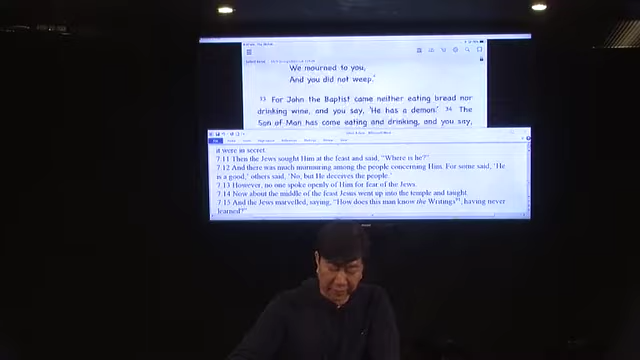 We mourned to you,
And you did not weep.'
33 For John the Baptist came neither eating bread nor
drinking wine, and you say, 'He has a demon.' 34 The
Son of Man has come eating and drinking, and you say,
it were in secret.
7:11 Then the Jews sought Him at the feast and said, "Where is he?"
7:12 And there was much murmuring among the people concerning Him. For some said, 'He
is a good,' others said, 'No, but He deceives the people.'
7:13 However, no one spoke openly of Him for fear of the Jews.
7:14 Now about the middle of the feast Jesus went up into the temple and taught.
7:15 And the Jews marvelled, saying, "How does this man know the Writings, having never
learned?"